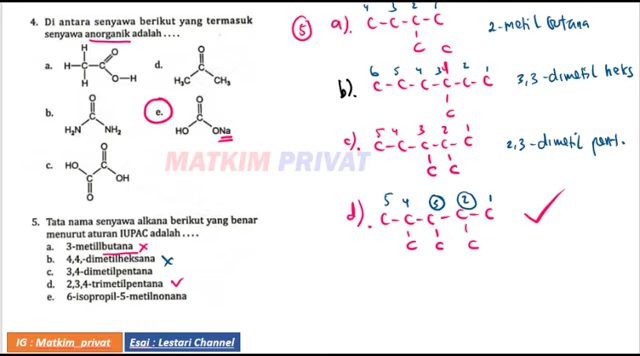 4. Di antara senyawa berikut yang termasuk
senyawa anorganik adalah . . . .
a. H–C–C O O–H H H
d. O C H₃C CH₃
b. O C H₂N NH₂
e. O C HO ONa
c. HO C O C O OH
MATKIM PRIVAT
5. Tata nama senyawa alkana berikut yang benar
menurut aturan IUPAC adalah . . . .
a. 3-metillbutana x
b. 4,4,-dimetilheksana x
c. 3,4-dimetilpentana
d. 2,3,4-trimetilpentana ✓
e. 6-isopropil-5-metilnonana
IG : Matkim_privat Esai : Lestari Channel
5 a). 4 3 2 1
C-C-C-C 2-metil butana
C
C
b). 6 5 4 3 2 1
C-C-C-C-C-C 3,3-dimetil heks
C
c). 5 4 3 2 1
C-C-C-C-C 2,3-dimetil pent.
C C
d). 5 4 3 2 1
C-C-C-C-C ✓
C C C